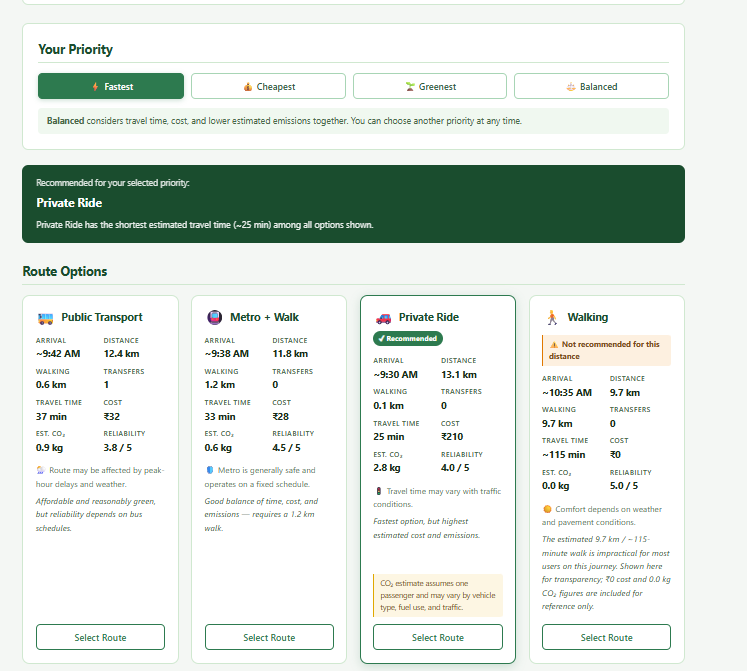 Your Priority
Fastest
Cheapest
Greenest
Balanced
Balanced considers travel time, cost, and lower estimated emissions together. You can choose another priority at any time.
Recommended for your selected priority:
Private Ride
Private Ride has the shortest estimated travel time (~25 min) among all options shown.
Route Options
Public Transport
ARRIVAL DISTANCE
~9:42 AM 12.4 km
WALKING TRANSFERS
0.6 km 1
TRAVEL TIME COST
37 min ₹32
EST. CO₂ RELIABILITY
0.9 kg 3.8 / 5
Route may be affected by peak-
hour delays and weather.
Affordable and reasonably green,
but reliability depends on bus
schedules.
Select Route
Metro + Walk
ARRIVAL DISTANCE
~9:38 AM 11.8 km
WALKING TRANSFERS
1.2 km 0
TRAVEL TIME COST
33 min ₹28
EST. CO₂ RELIABILITY
0.6 kg 4.5 / 5
Metro is generally safe and
operates on a fixed schedule.
Good balance of time, cost, and
emissions — requires a 1.2 km
walk.
Select Route
Private Ride
✓ Recommended
ARRIVAL DISTANCE
~9:30 AM 13.1 km
WALKING TRANSFERS
0.1 km 0
TRAVEL TIME COST
25 min ₹210
EST. CO₂ RELIABILITY
2.8 kg 4.0 / 5
Travel time may vary with traffic
conditions.
Fastest option, but highest
estimated cost and emissions.
CO₂ estimate assumes one
passenger and may vary by vehicle
type, fuel use, and traffic.
Select Route
Walking
Not recommended for this
distance
ARRIVAL DISTANCE
~10:35 AM 9.7 km
WALKING TRANSFERS
9.7 km 0
TRAVEL TIME COST
~115 min ₹0
EST. CO₂ RELIABILITY
0.0 kg 5.0 / 5
Comfort depends on weather
and pavement conditions.
The estimated 9.7 km / ~115-
minute walk is impractical for most
users on this journey. Shown here
for transparency; ₹0 cost and 0.0 kg
CO₂ figures are included for
reference only.
Select Route